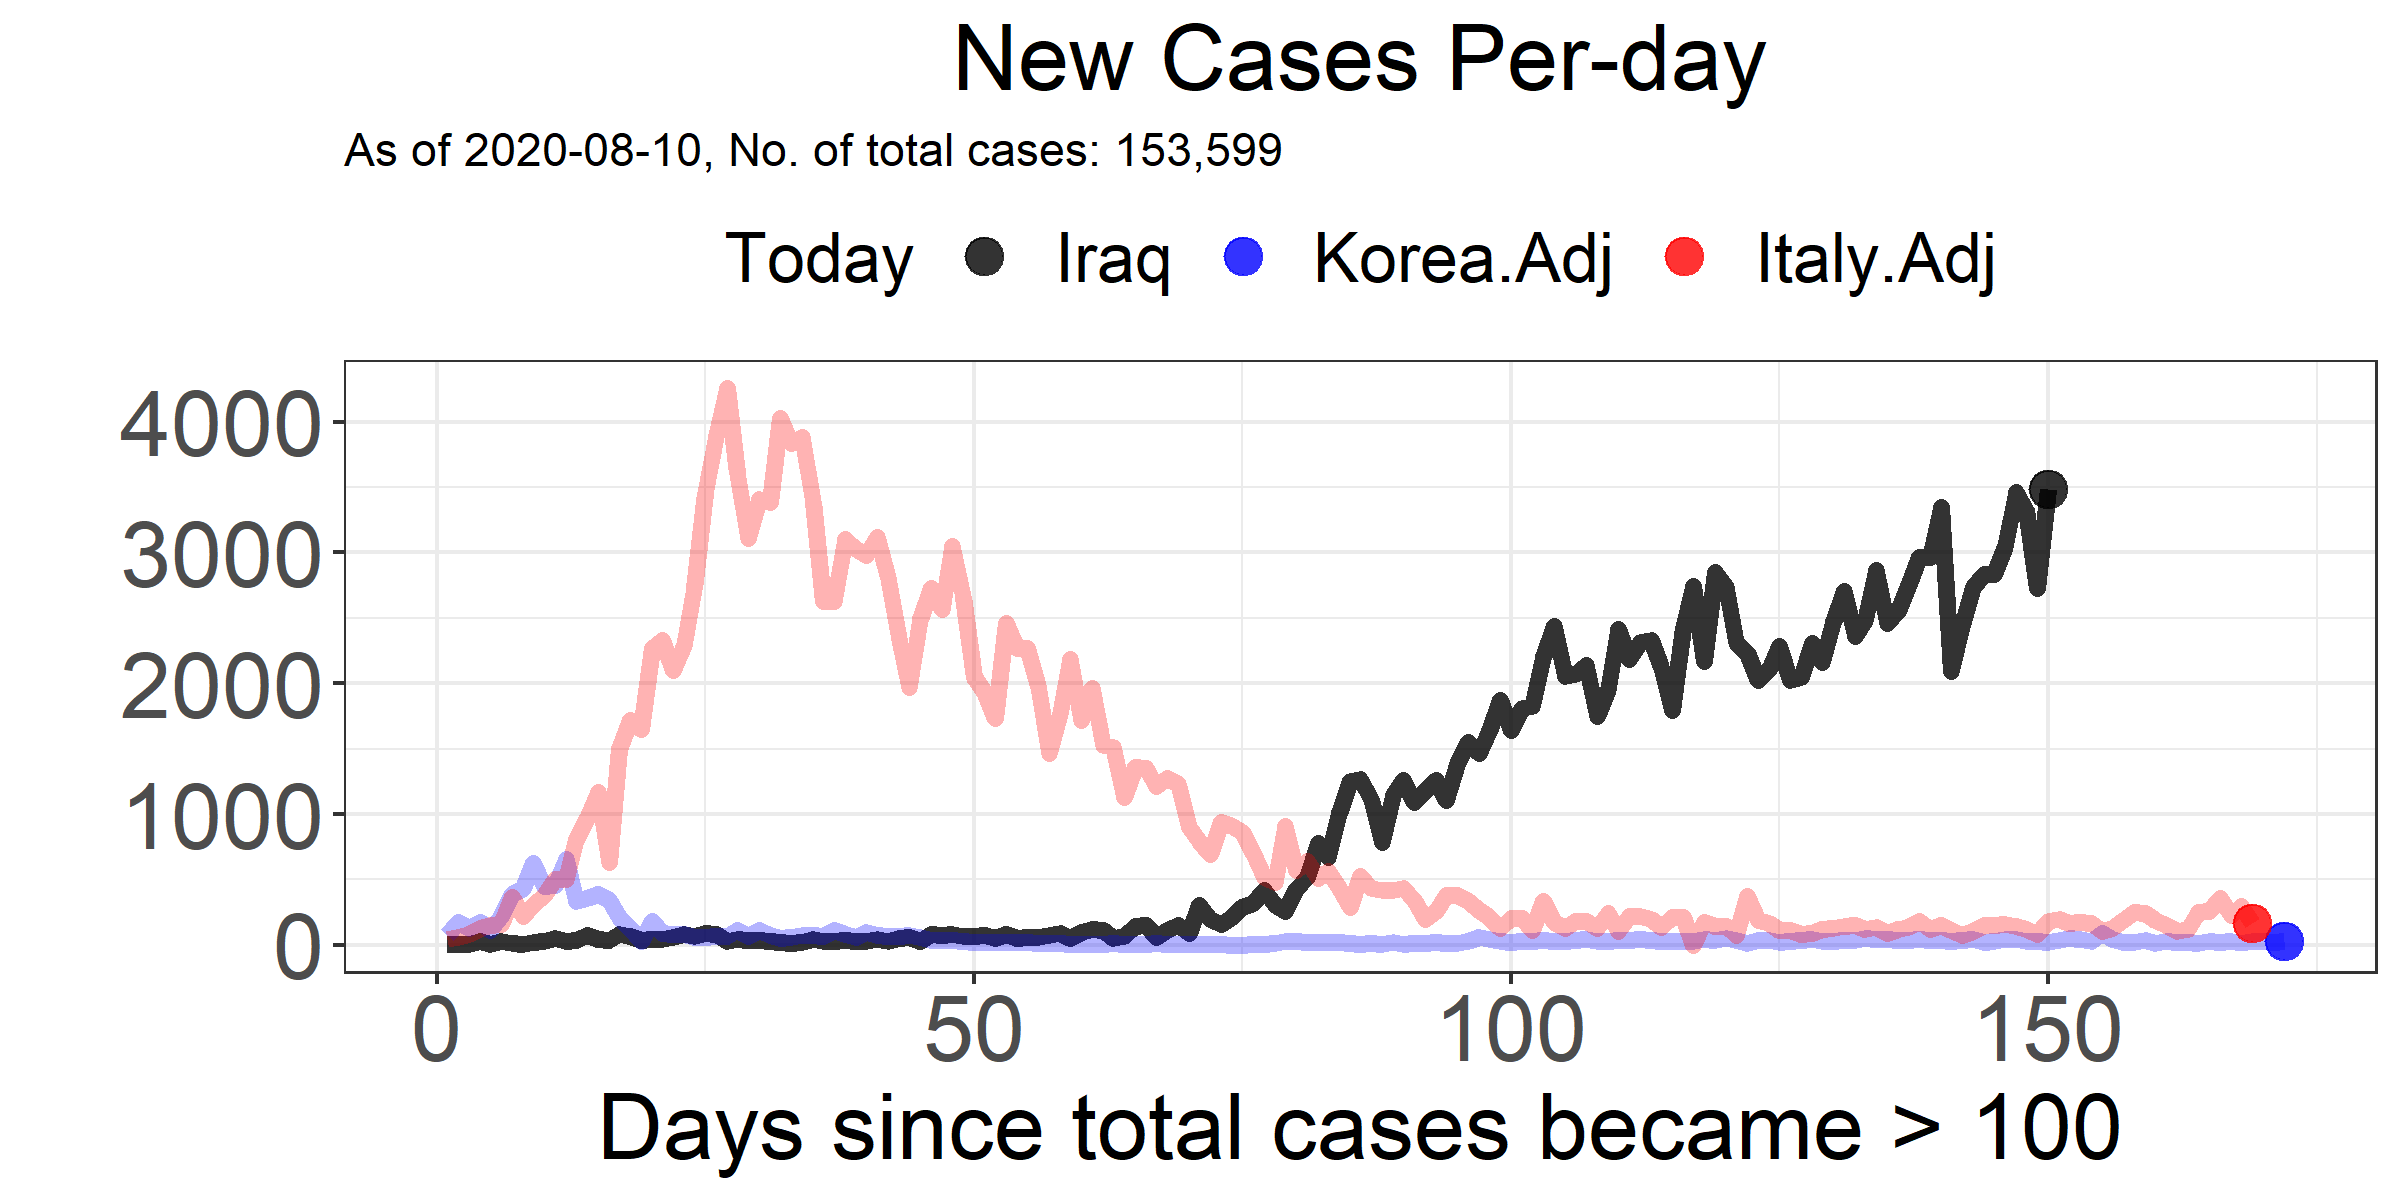 New Cases Per-day
As of 2020-08-10, No. of total cases: 153,599
Today Iraq Korea.Adj Italy.Adj
4000
3000
2000
1000
0
0 50 100 150
Days since total cases became > 100